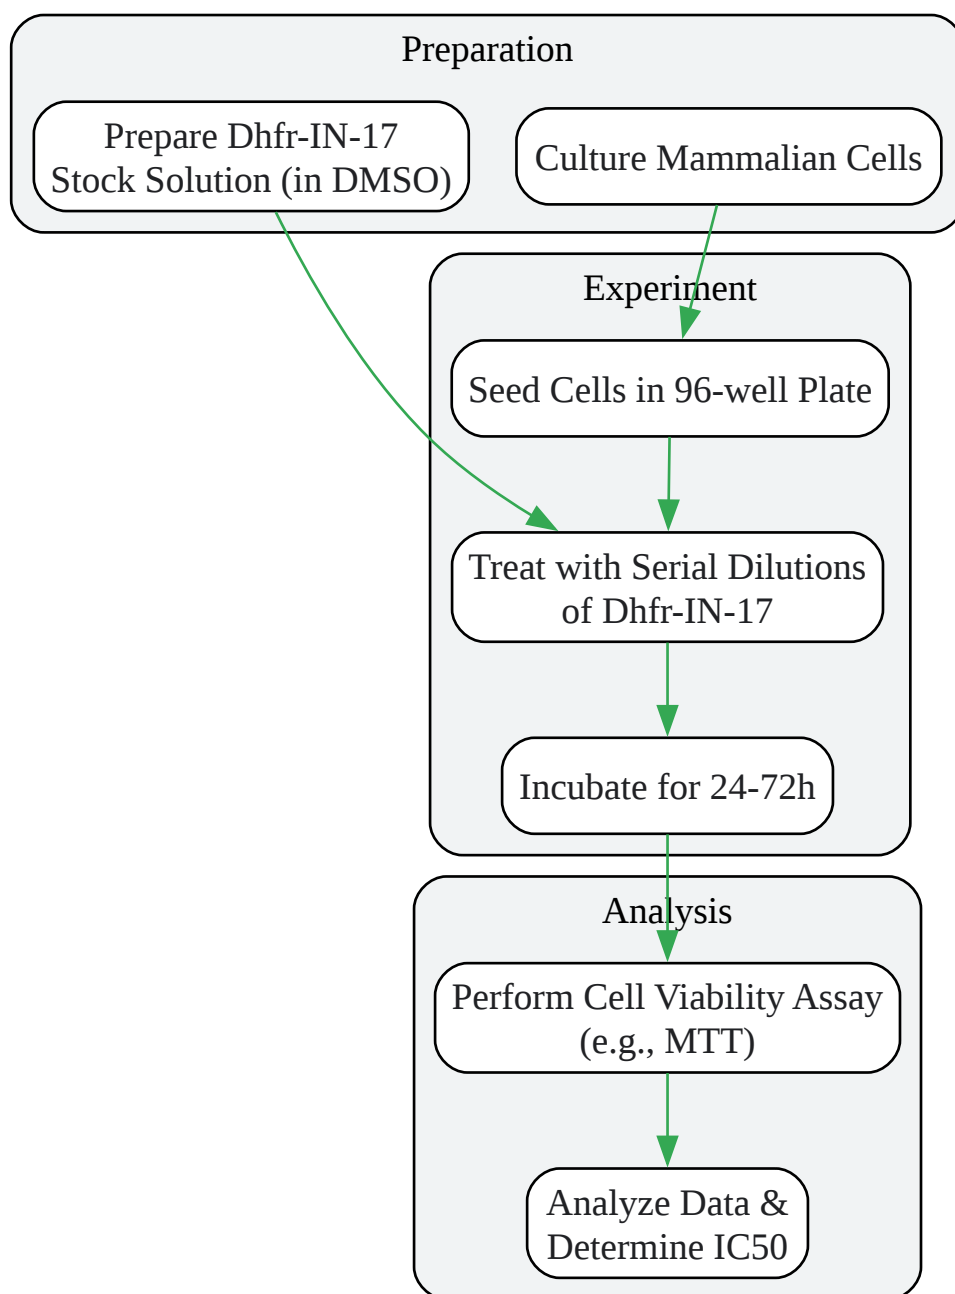 Preparation
Prepare Dhfr-IN-17
Stock Solution (in DMSO)
Culture Mammalian Cells
Experiment
Seed Cells in 96-well Plate
Treat with Serial Dilutions
of Dhfr-IN-17
Incubate for 24-72h
Analysis
Perform Cell Viability Assay
(e.g., MTT)
Analyze Data &
Determine IC50